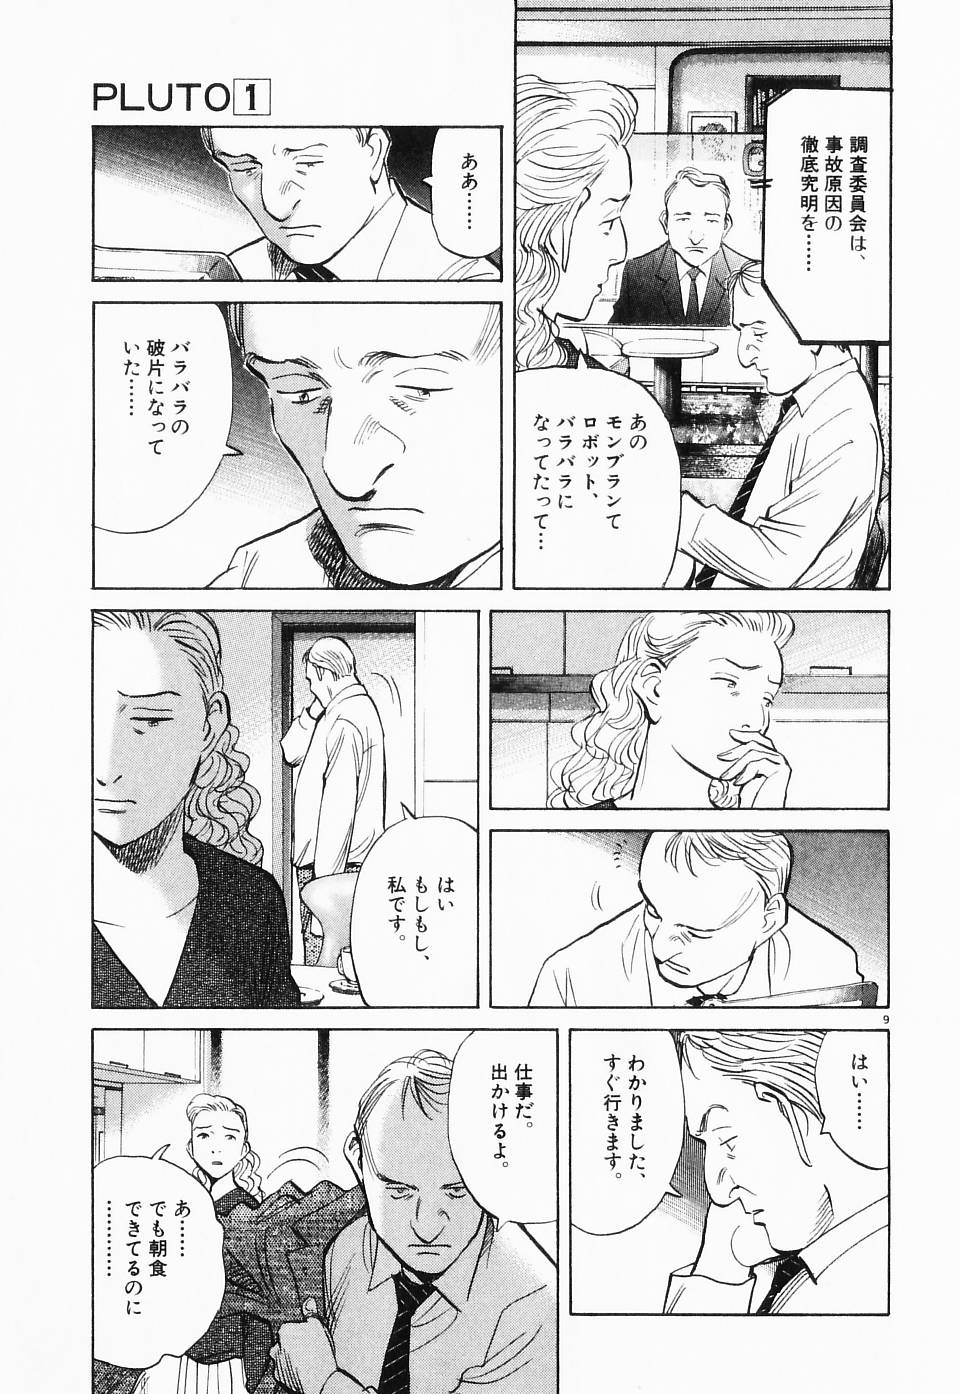 PLUTO 1
調査委員会は、
事故原因の
徹底究明を……
あの
モンブランて
ロボット、
バラバラに
なってたって…
ああ……
バラバラの
破片になって
いた……
はい
もしもし、
私です。
9
はい……
わかりました、
すぐ行きます。
仕事だ。
出かけるよ。
あ……
でも朝食
できてるのに
…………